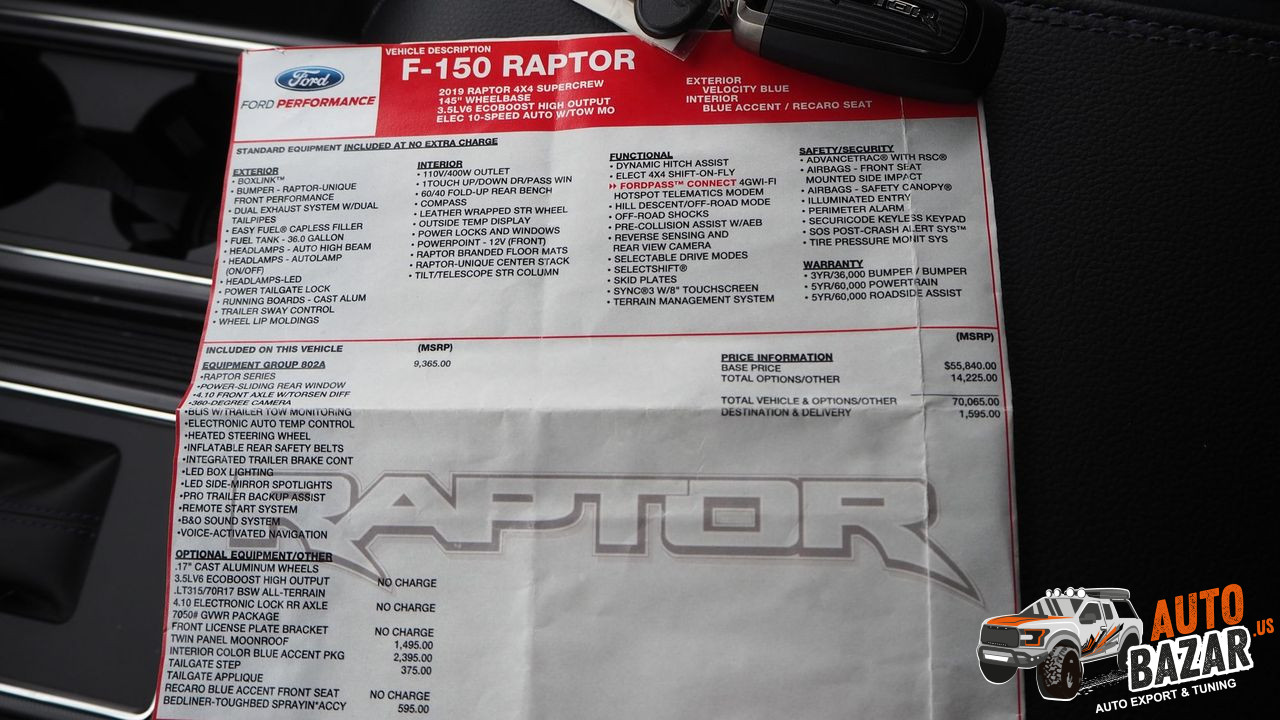 VEHICLE DESCRIPTION
F-150 RAPTOR
Ford
FORD PERFORMANCE
2019 RAPTOR 4X4 SUPERCREW
145" WHEELBASE
3.5LV6 ECOBOOST HIGH OUTPUT
ELEC 10-SPEED AUTO W/TOW MO
EXTERIOR
VELOCITY BLUE
INTERIOR
BLUE ACCENT / RECARO SEAT
STANDARD EQUIPMENT INCLUDED AT NO EXTRA CHARGE
EXTERIOR
• BOXLINK™
• BUMPER - RAPTOR-UNIQUE
FRONT PERFORMANCE
• DUAL EXHAUST SYSTEM W/DUAL
TAILPIPES
• EASY FUEL® CAPLESS FILLER
• FUEL TANK - 36.0 GALLON
• HEADLAMPS - AUTO HIGH BEAM
• HEADLAMPS - AUTOLAMP
(ON/OFF)
• HEADLAMPS-LED
• POWER TAILGATE LOCK
• RUNNING BOARDS - CAST ALUM
• TRAILER SWAY CONTROL
• WHEEL LIP MOLDINGS
INTERIOR
• 110V/400W OUTLET
• 1TOUCH UP/DOWN DR/PASS WIN
• 60/40 FOLD-UP REAR BENCH
• COMPASS
• LEATHER WRAPPED STR WHEEL
• OUTSIDE TEMP DISPLAY
• POWER LOCKS AND WINDOWS
• POWERPOINT - 12V (FRONT)
• RAPTOR BRANDED FLOOR MATS
• RAPTOR-UNIQUE CENTER STACK
• TILT/TELESCOPE STR COLUMN
FUNCTIONAL
• DYNAMIC HITCH ASSIST
• ELECT 4X4 SHIFT-ON-FLY
FORDPASS™ CONNECT 4GWI-FI
HOTSPOT TELEMATICS MODEM
• HILL DESCENT/OFF-ROAD MODE
• OFF-ROAD SHOCKS
• PRE-COLLISION ASSIST W/AEB
• REVERSE SENSING AND
REAR VIEW CAMERA
• SELECTABLE DRIVE MODES
• SELECTSHIFT®
• SKID PLATES
• SYNC®3 W/8" TOUCHSCREEN
• TERRAIN MANAGEMENT SYSTEM
SAFETY/SECURITY
• ADVANCETRAC® WITH RSC®
• AIRBAGS - FRONT SEAT
MOUNTED SIDE IMPACT
• AIRBAGS - SAFETY CANOPY®
• ILLUMINATED ENTRY
• PERIMETER ALARM
• SECURICODE KEYLESS KEYPAD
• SOS POST-CRASH ALERT SYS™
• TIRE PRESSURE MONIT SYS
WARRANTY
• 3YR/36,000 BUMPER / BUMPER
• 5YR/60,000 POWERTRAIN
• 5YR/60,000 ROADSIDE ASSIST
INCLUDED ON THIS VEHICLE (MSRP)
EQUIPMENT GROUP 802A 9,365.00
•RAPTOR SERIES
•POWER-SLIDING REAR WINDOW
•4.10 FRONT AXLE W/TORSEN DIFF
•360-DEGREE CAMERA
•BLIS W/TRAILER TOW MONITORING
•ELECTRONIC AUTO TEMP CONTROL
•HEATED STEERING WHEEL
•INFLATABLE REAR SAFETY BELTS
•INTEGRATED TRAILER BRAKE CONT
•LED BOX LIGHTING
•LED SIDE-MIRROR SPOTLIGHTS
•PRO TRAILER BACKUP ASSIST
•REMOTE START SYSTEM
•B&O SOUND SYSTEM
•VOICE-ACTIVATED NAVIGATION
(MSRP)
PRICE INFORMATION
BASE PRICE $55,840.00
TOTAL OPTIONS/OTHER 14,225.00
TOTAL VEHICLE & OPTIONS/OTHER 70,065.00
DESTINATION & DELIVERY 1,595.00
RAPTOR
OPTIONAL EQUIPMENT/OTHER
.17" CAST ALUMINUM WHEELS
3.5LV6 ECOBOOST HIGH OUTPUT NO CHARGE
.LT315/70R17 BSW ALL-TERRAIN
4.10 ELECTRONIC LOCK RR AXLE NO CHARGE
7050# GVWR PACKAGE
FRONT LICENSE PLATE BRACKET NO CHARGE
TWIN PANEL MOONROOF 1,495.00
INTERIOR COLOR BLUE ACCENT PKG 2,395.00
TAILGATE STEP 375.00
TAILGATE APPLIQUE
RECARO BLUE ACCENT FRONT SEAT NO CHARGE
BEDLINER-TOUGHBED SPRAYIN*ACCY 595.00
AUTO
BAZAR.us
AUTO EXPORT & TUNING